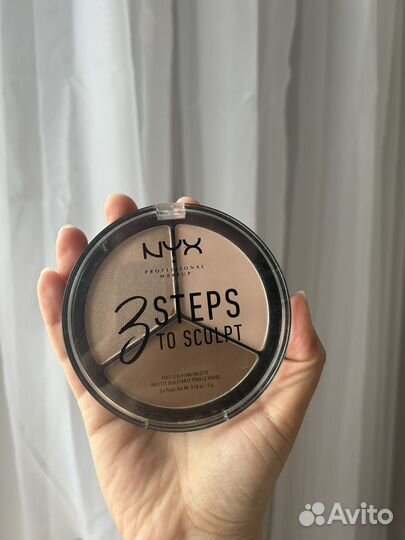 NYX
PROFESSIONAL
MAKEUP
3 STEPS
TO SCULPT
FACE SCULPTING PALETTE
PALETTE SCULPTANTE POUR LE VISAGE
Avito